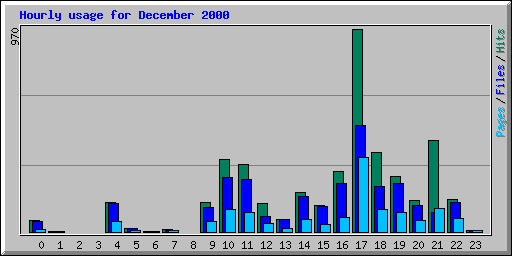 Hourly usage for December 2000
970
Pages/Files/Hits
0 1 2 3 4 5 6 7 8 9 10 11 12 13 14 15 16 17 18 19 20 21 22 23